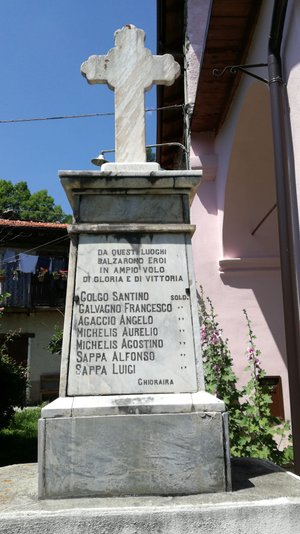 DA QUESTI LUOGHI
BALZARONO EROI
IN AMPIO VOLO
DI GLORIA E DI VITTORIA
GOLGO SANTINO SOLD.
GALVAGNO FRANCESCO "
AGACCIO ANGELO "
MICHELIS AURELIO "
MICHELIS AGOSTINO "
SAPPA ALFONSO "
SAPPA LUIGI "
GHIORAIRA